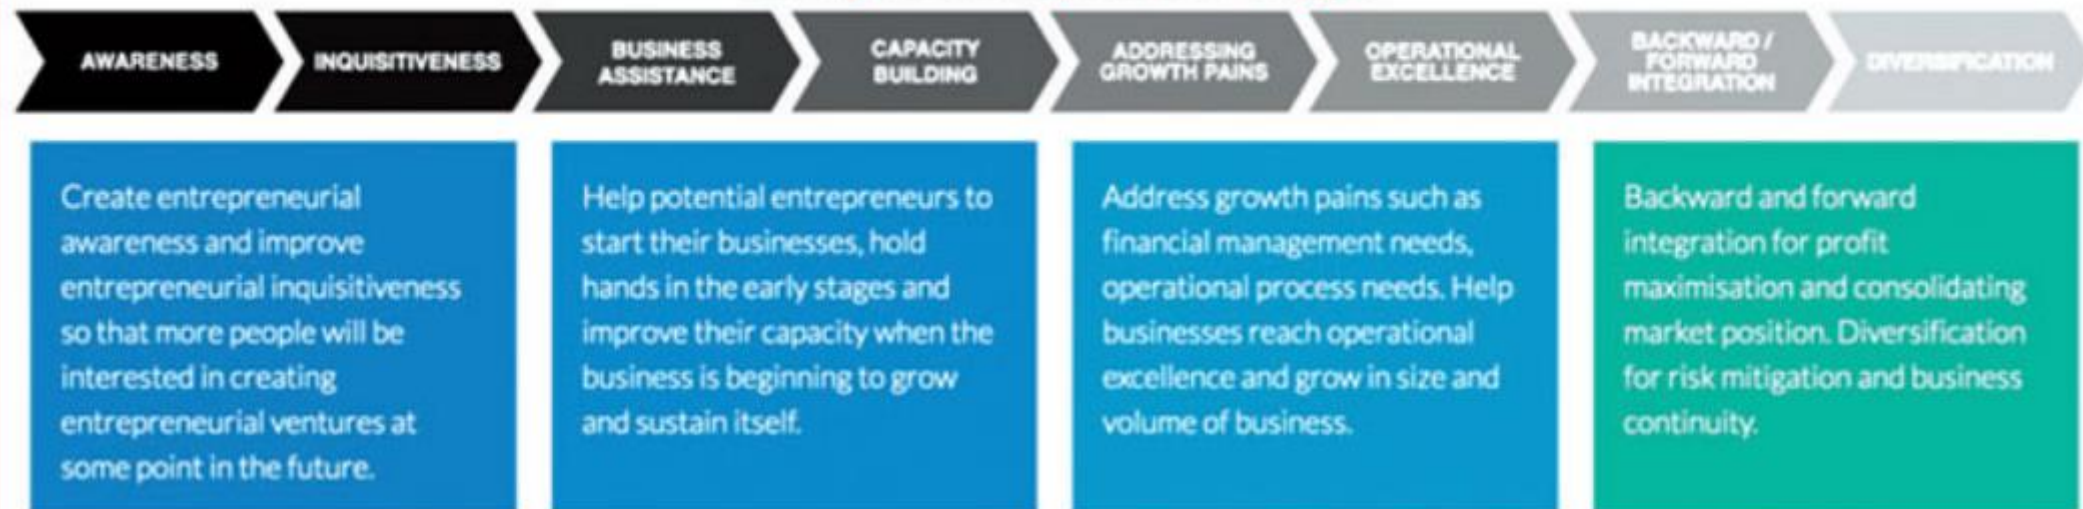 AWARENESS
INQUISITIVENESS
BUSINESS
ASSISTANCE
CAPACITY
BUILDING
ADDRESSING
GROWTH PAINS
OPERATIONAL
EXCELLENCE
BACKWARD /
FORWARD
INTEGRATION
DIVERSIFICATION
Create entrepreneurial
awareness and improve
entrepreneurial inquisitiveness
so that more people will be
interested in creating
entrepreneurial ventures at
some point in the future.
Help potential entrepreneurs to
start their businesses, hold
hands in the early stages and
improve their capacity when the
business is beginning to grow
and sustain itself.
Address growth pains such as
financial management needs,
operational process needs. Help
businesses reach operational
excellence and grow in size and
volume of business.
Backward and forward
integration for profit
maximisation and consolidating
market position. Diversification
for risk mitigation and business
continuity.